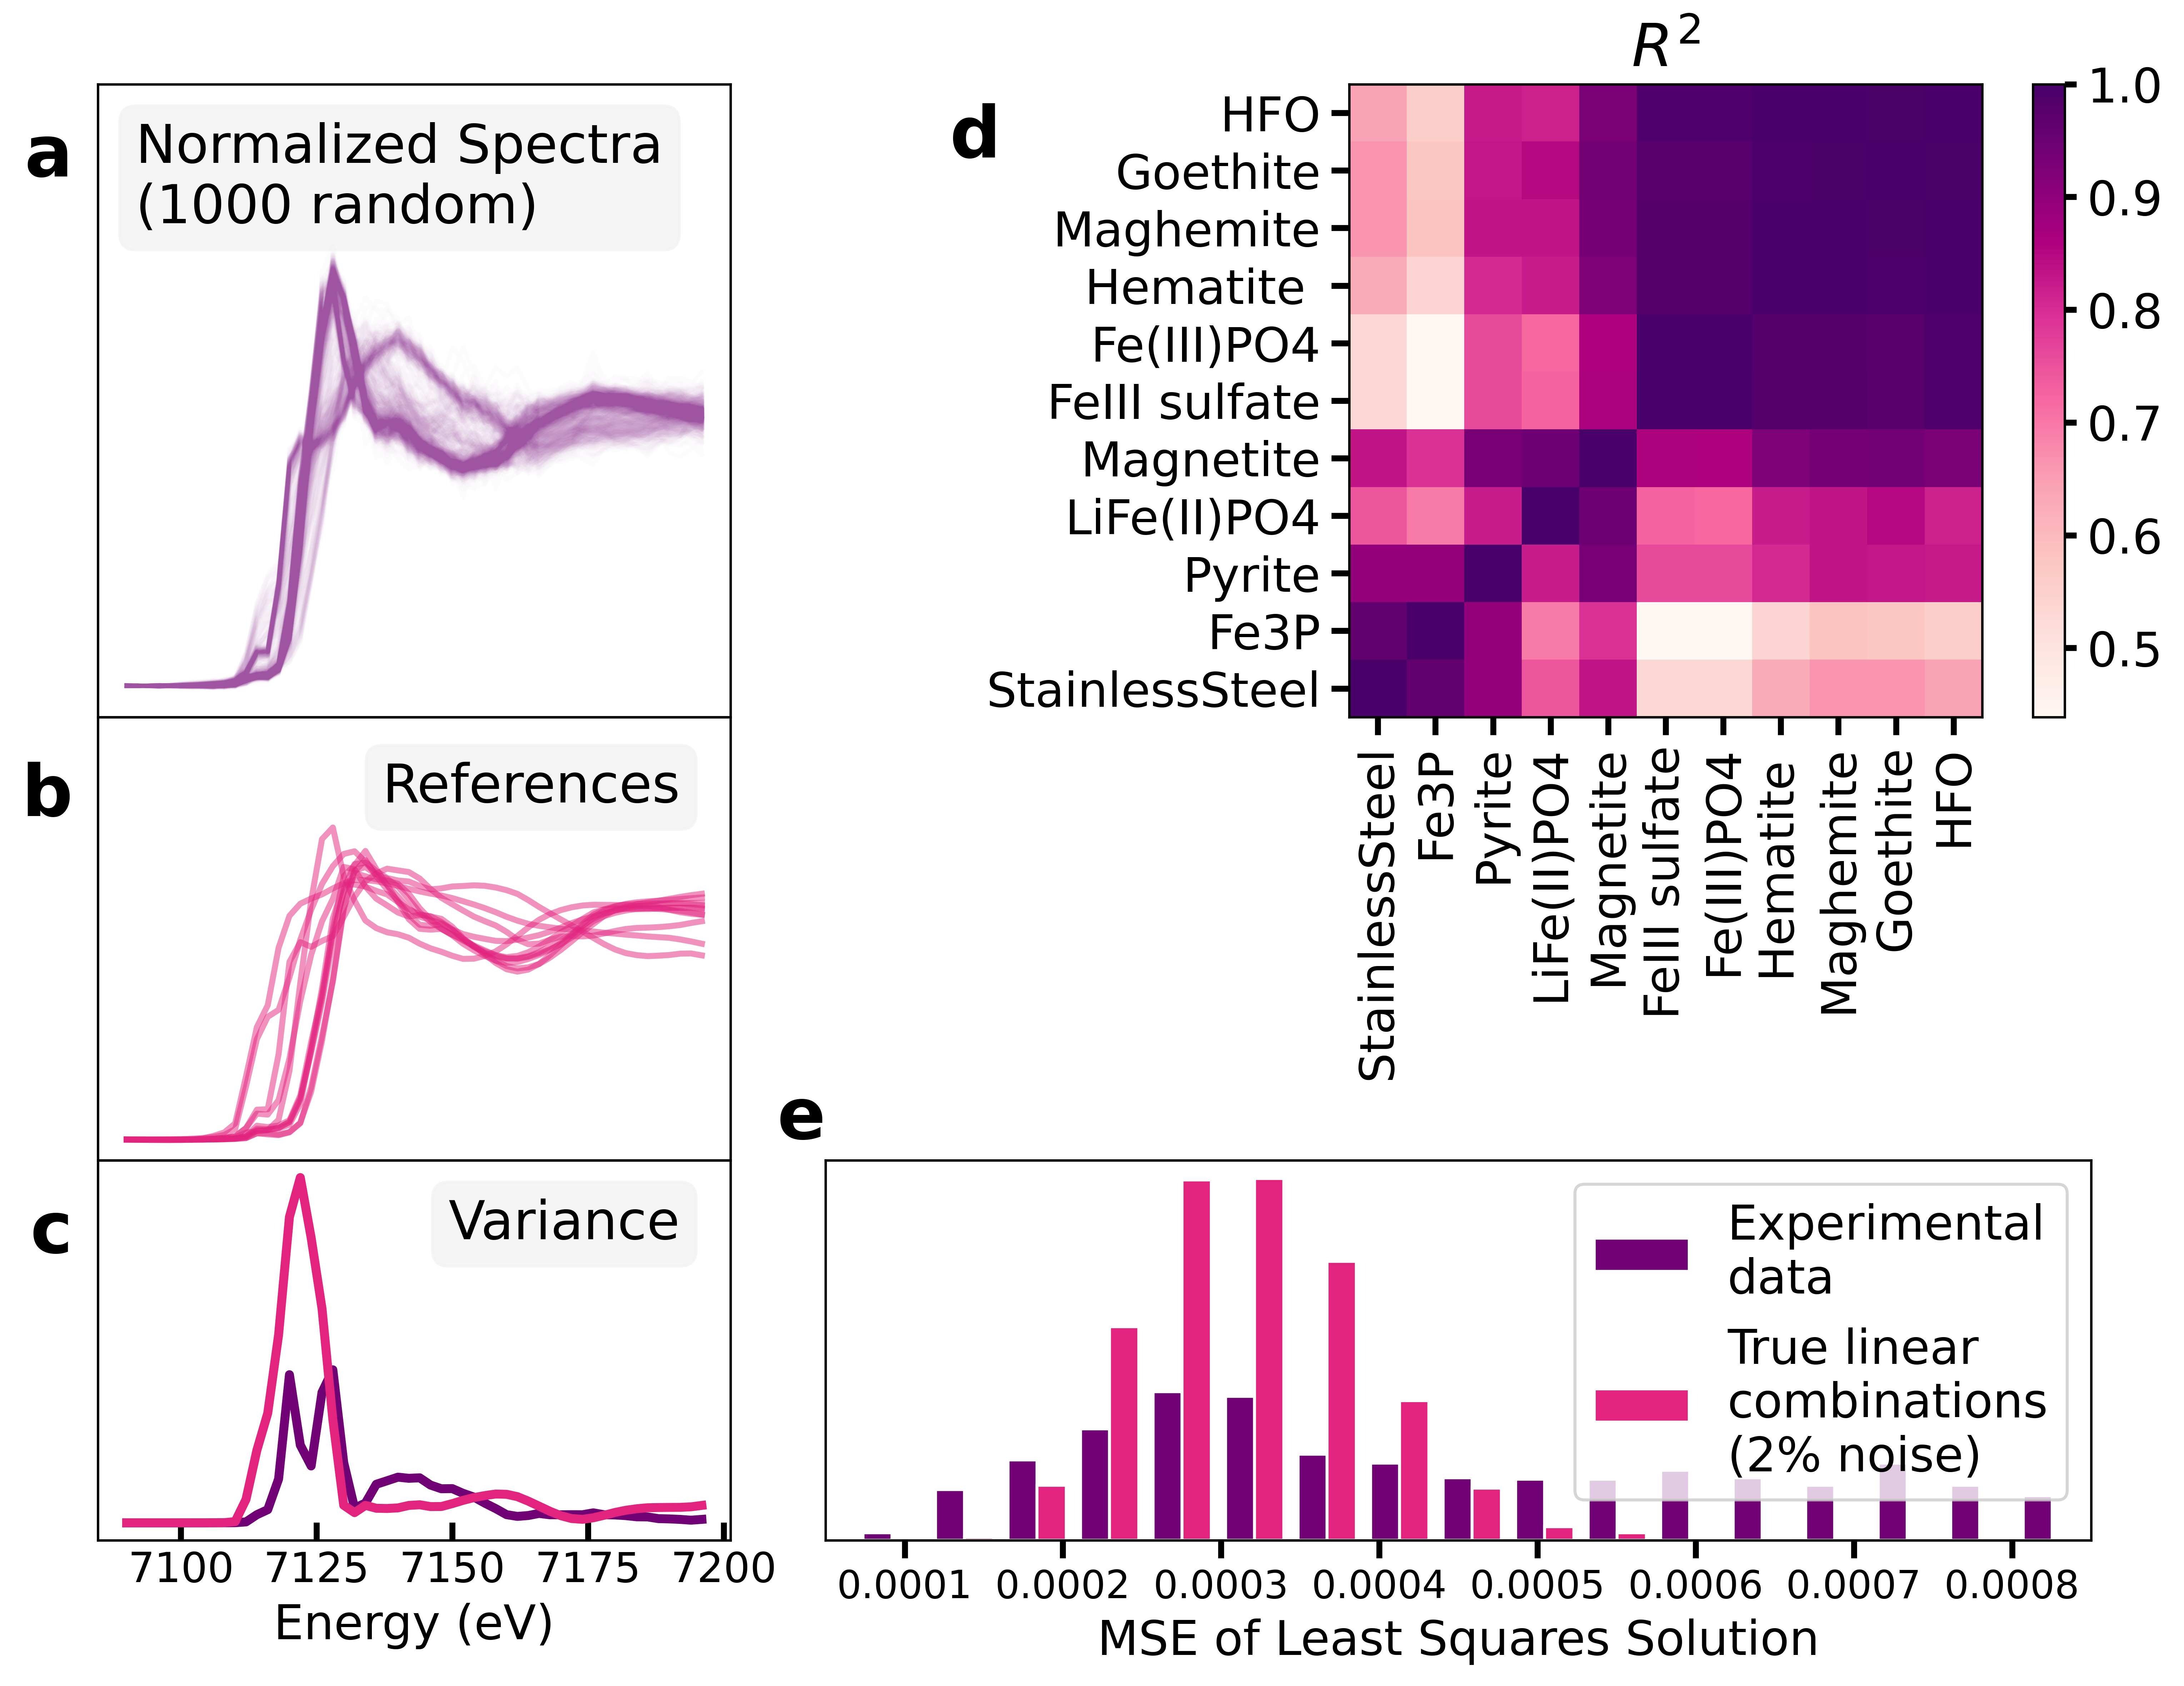 a
Normalized Spectra
(1000 random)
b
References
c
Variance
7100
7125
7150
7175
7200
Energy (eV)
d
R²
HFO
Goethite
Maghemite
Hematite
Fe(III)PO4
FeIII sulfate
Magnetite
LiFe(II)PO4
Pyrite
Fe3P
StainlessSteel
StainlessSteel
Fe3P
Pyrite
LiFe(II)PO4
Magnetite
FeIII sulfate
Fe(III)PO4
Hematite
Maghemite
Goethite
HFO
1.0
0.9
0.8
0.7
0.6
0.5
e
Experimental
data
True linear
combinations
(2% noise)
0.00001
0.0002
0.0003
0.0004
0.0005
0.0006
0.0007
0.0008
MSE of Least Squares Solution